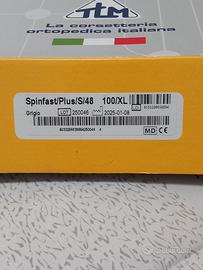 TLM
La corsetteria
ortopedica italiana
Spinfast/Plus/S/48 100/XL
Grigio LOT 250046 2025-01-08
MD CE